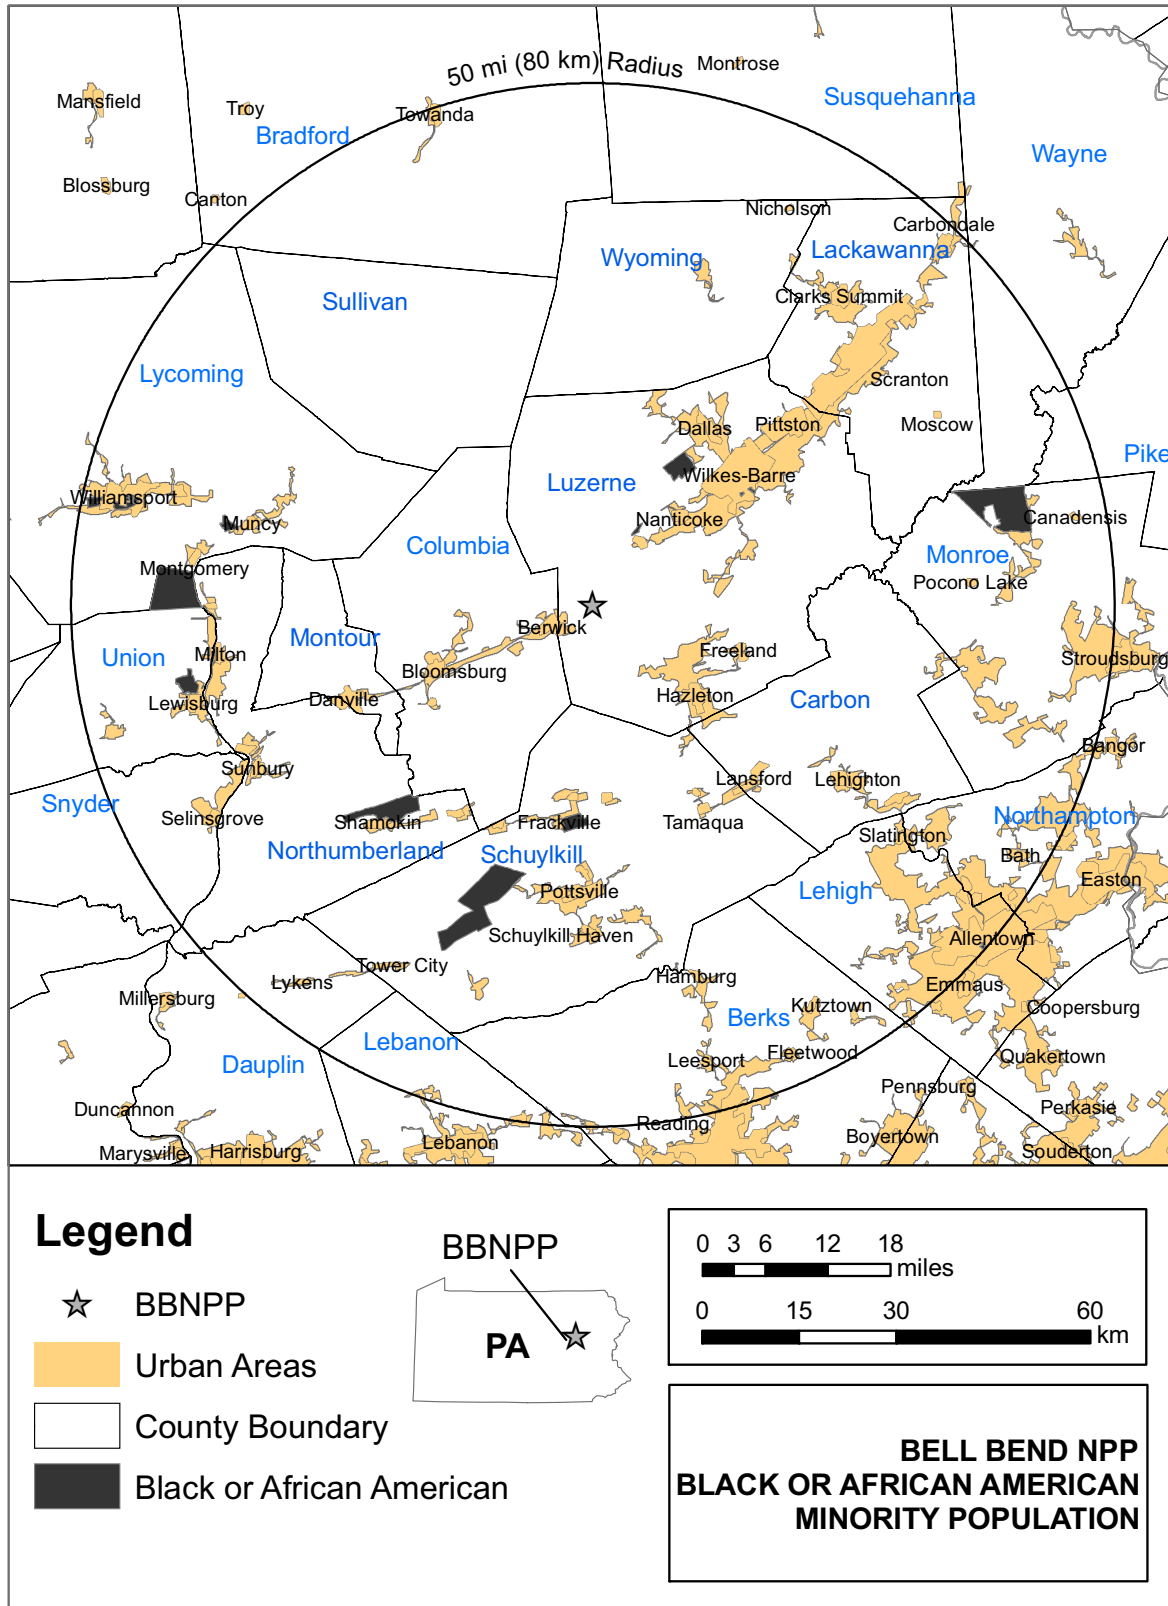 50 mi (80 km) Radius
Montrose
Mansfield
Troy
Towanda
Susquehanna
Bradford
Wayne
Blossburg
Canton
Nicholson
Carbondale
Wyoming
Lackawanna
Sullivan
Clarks Summit
Lycoming
Scranton
Dallas
Pittston
Moscow
Pike
Williamsport
Luzerne
Wilkes-Barre
Muncy
Nanticoke
Canadensis
Columbia
Monroe
Montgomery
Pocono Lake
Berwick
Montour
Union
Milton
Bloomsburg
Freeland
Stroudsburg
Lewisburg
Danville
Hazleton
Carbon
Bangor
Sunbury
Lansford
Lehighton
Snyder
Selinsgrove
Shamokin
Frackville
Tamaqua
Northampton
Slatington
Northumberland
Schuylkill
Bath
Pottsville
Lehigh
Easton
Schuylkill Haven
Allentown
Tower City
Lykens
Hamburg
Emmaus
Millersburg
Kutztown
Coopersburg
Berks
Lebanon
Dauplin
Leesport
Fleetwood
Quakertown
Pennsburg
Duncannon
Perkasie
Reading
Boyertown
Marysville
Harrisburg
Lebanon
Souderton
Legend
BBNPP
Urban Areas
County Boundary
Black or African American
BBNPP
PA
0 3 6 12 18
miles
0 15 30 60
km
BELL BEND NPP
BLACK OR AFRICAN AMERICAN
MINORITY POPULATION